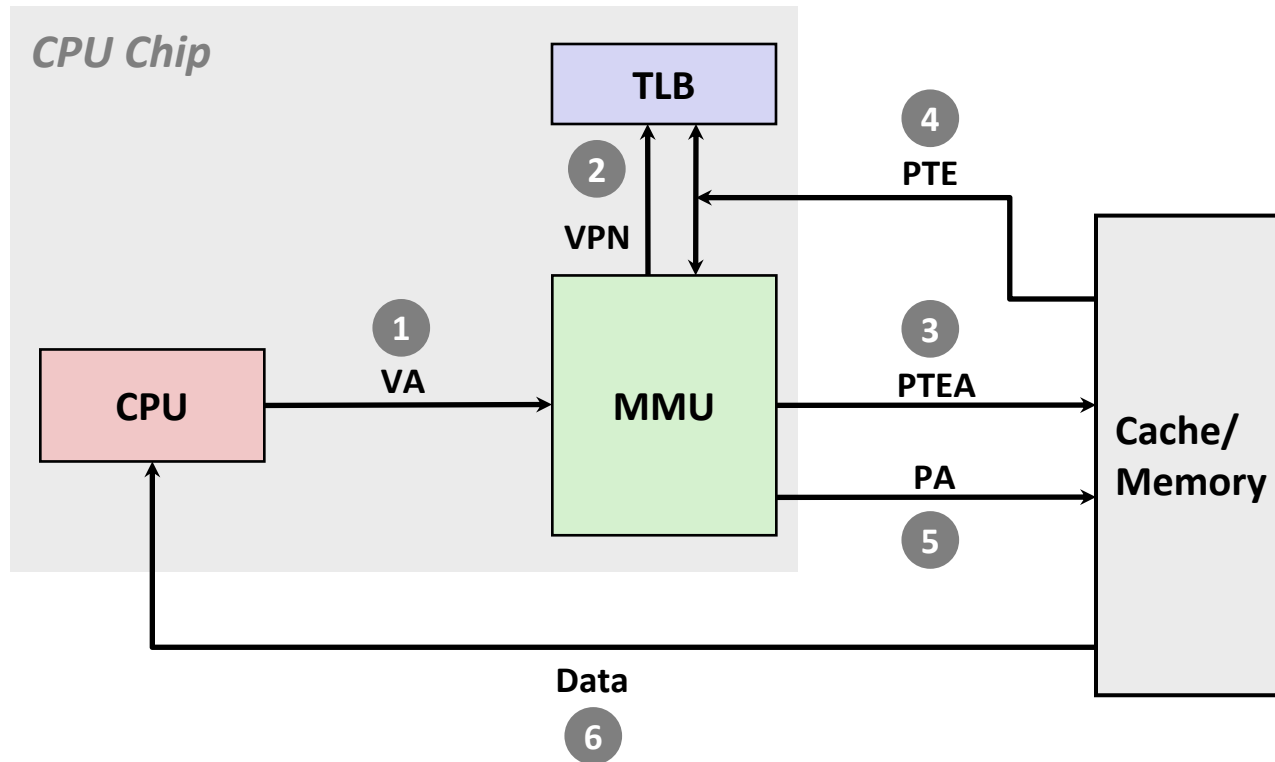 CPU Chip
TLB
4
2
PTE
VPN
1
3
VA
PTEA
CPU
MMU
Cache/
Memory
PA
5
Data
6